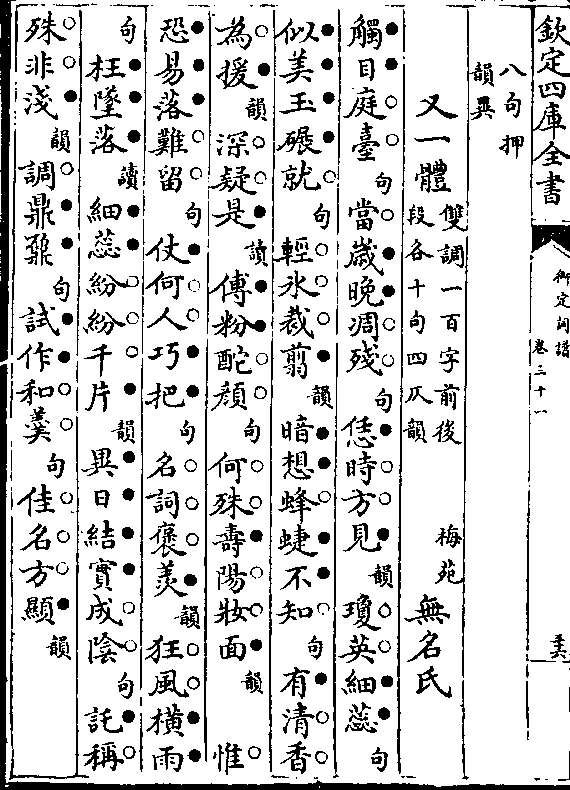 欽定四庫全書
御定詞譜
卷三十一
八句押
韻異
又一體
雙調一百字前後
段各十句四仄韻
梅苑
無名氏
觸目庭臺句當歲晚凋殘句恁時方見韻瓊英細蕊句
似美玉碾就句輕冰裁剪韻暗想蜂蜨不知句有清香
為援韻深疑是讀傅粉酡顔句何殊壽陽妝面韻惟
恐易落難留句仗何人巧把句名詞褒羨韻狂風橫雨
句枉墜落讀細蕊紛紛千片韻異日結實成陰句託稱
殊非淺韻調鼎鼐句試作和羹句佳名方顯韻